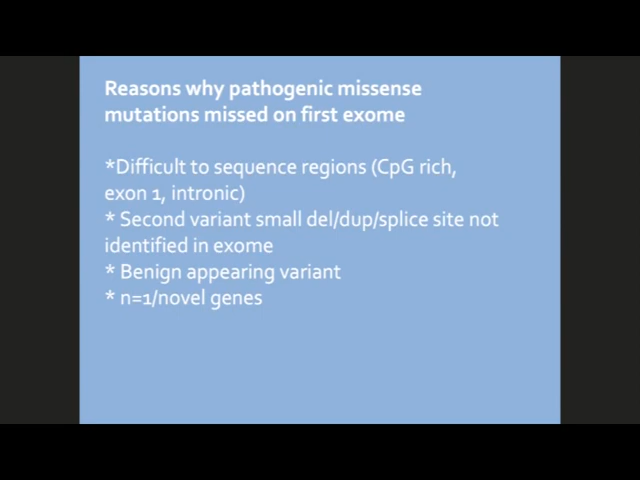 Reasons why pathogenic missense
mutations missed on first exome
*Difficult to sequence regions (CpG rich,
exon 1, intronic)
* Second variant small del/dup/splice site not
identified in exome
* Benign appearing variant
* n=1/novel genes